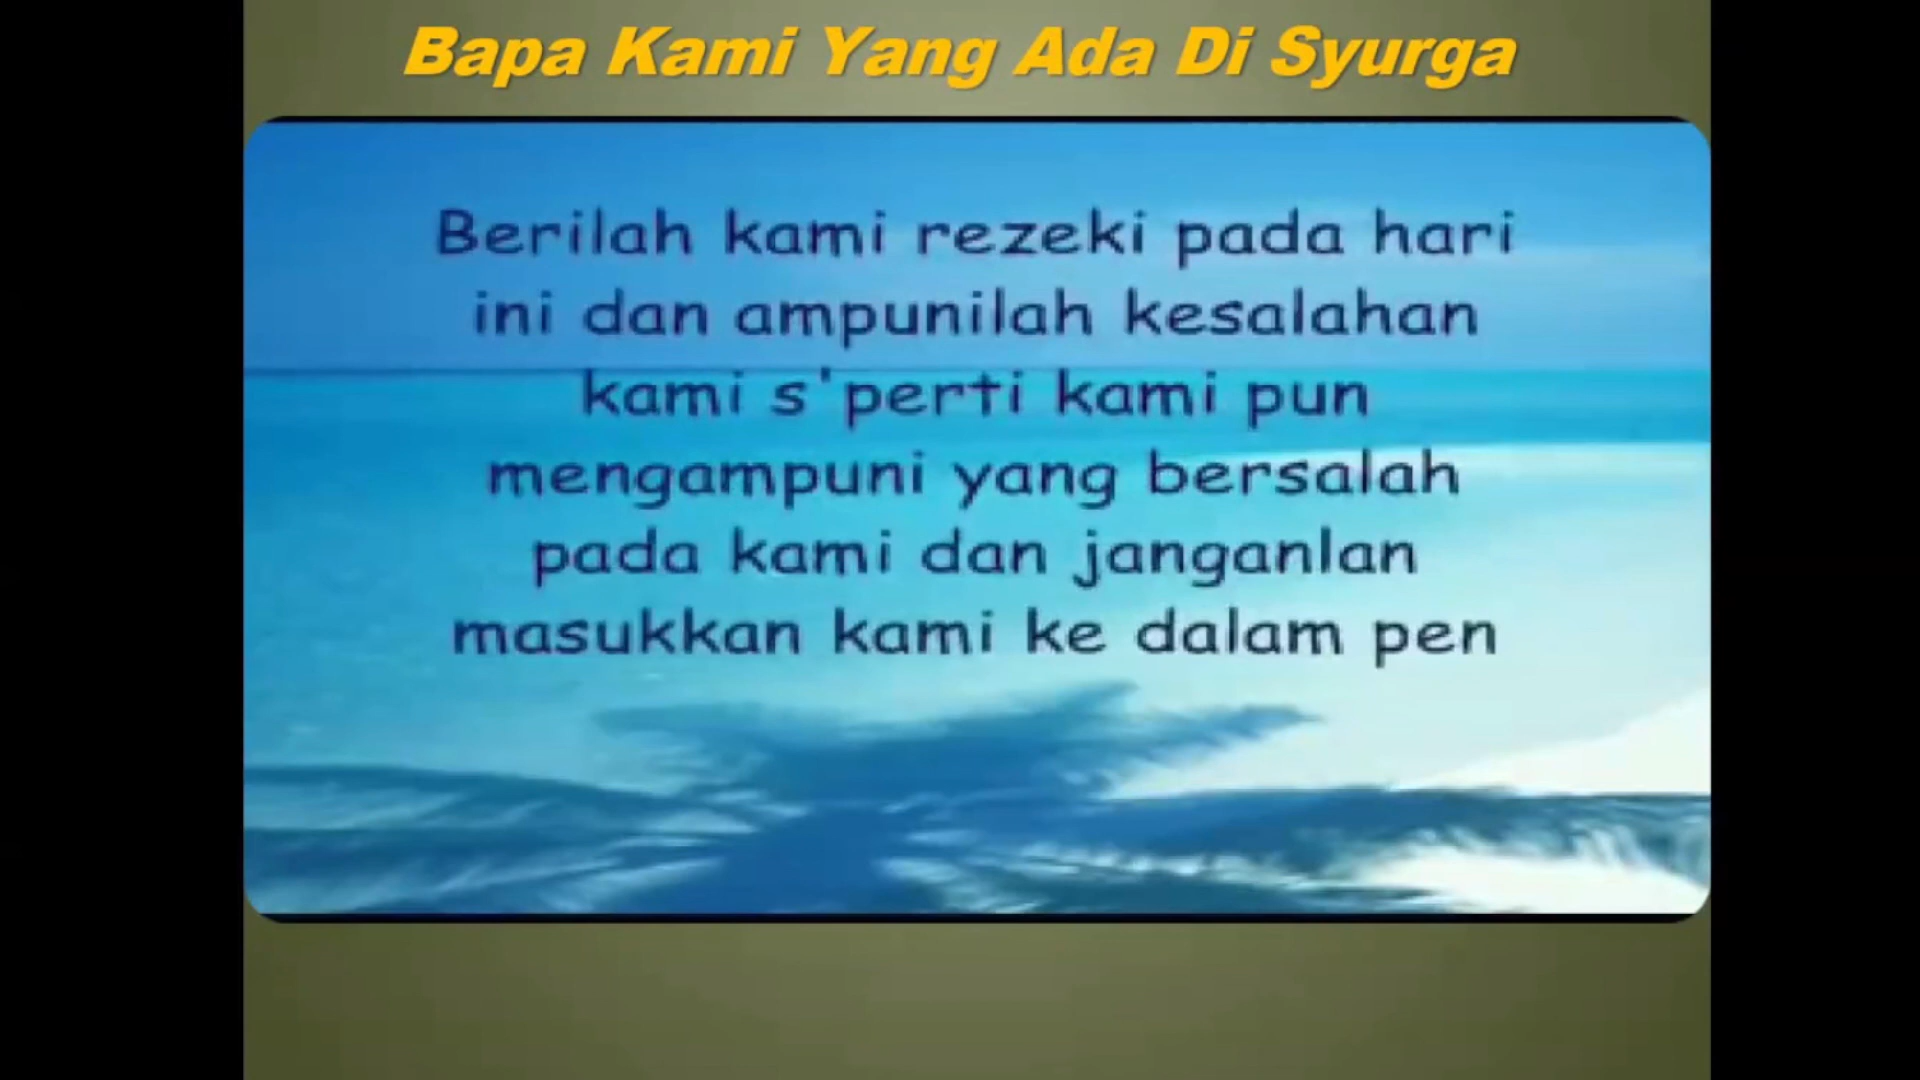 Bapa Kami Yang Ada Di Syurga
Berilah kami rezeki pada hari
ini dan ampunilah kesalahan
kami s'perti kami pun
mengampuni yang bersalah
pada kami dan janganlan
masukkan kami ke dalam pen